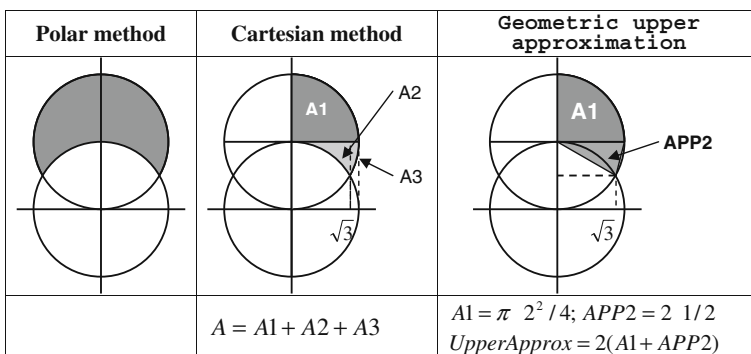 Polar method
Cartesian method
Geometric upper
approximation
A1
A2
A3
√3
A1
APP2
√3
A = A1 + A2 + A3
A1 = π 2² / 4; APP2 = 2 1/2
UpperApprox = 2(A1 + APP2)